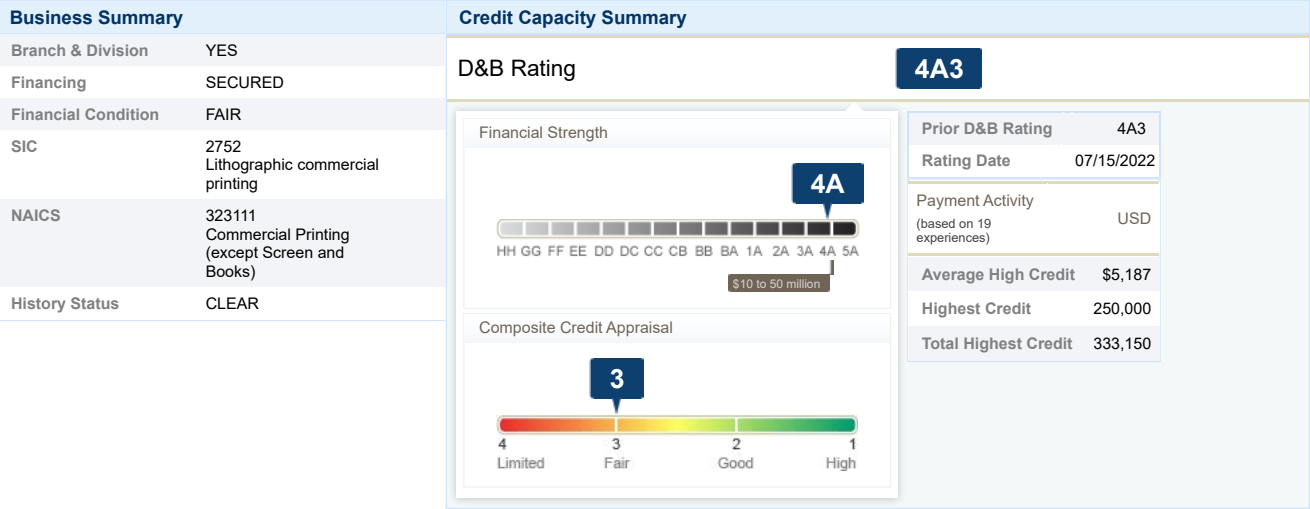 Business Summary
Branch & Division YES
Financing SECURED
Financial Condition FAIR
SIC 2752
Lithographic commercial
printing
NAICS 323111
Commercial Printing
(except Screen and
Books)
History Status CLEAR
Credit Capacity Summary
D&B Rating 4A3
Financial Strength
4A
HH GG FF EE DD DC CC CB BB BA 1A 2A 3A 4A 5A
$10 to 50 million
Composite Credit Appraisal
3
4 3 2 1
Limited Fair Good High
Prior D&B Rating 4A3
Rating Date 07/15/2022
Payment Activity
(based on 19
experiences)
USD
Average High Credit $5,187
Highest Credit 250,000
Total Highest Credit 333,150